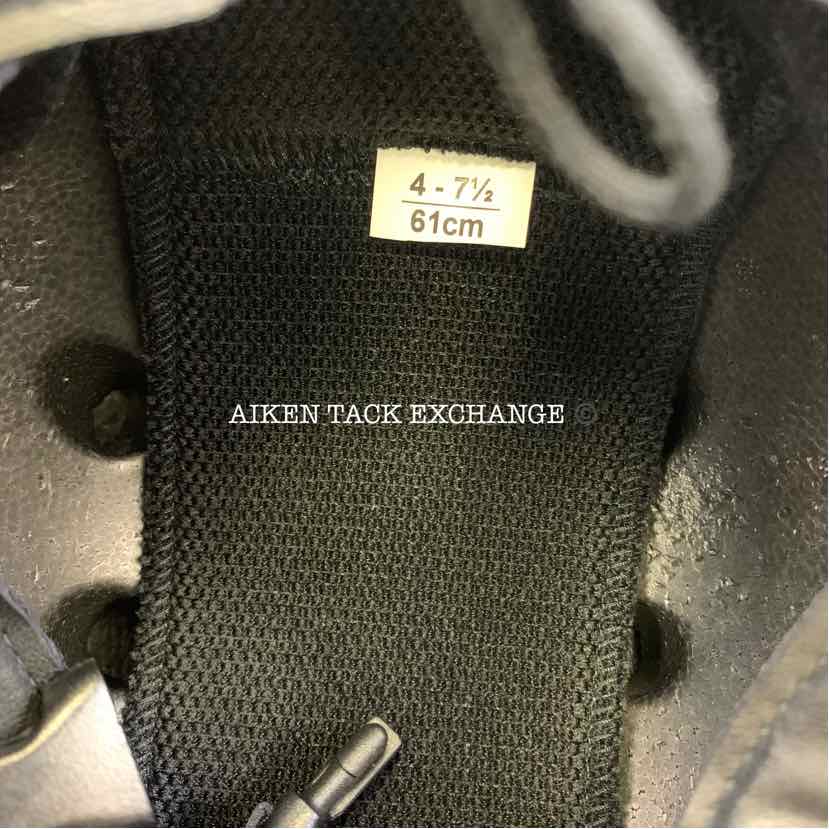 4 - 7½
61cm
AIKEN TACK EXCHANGE ©